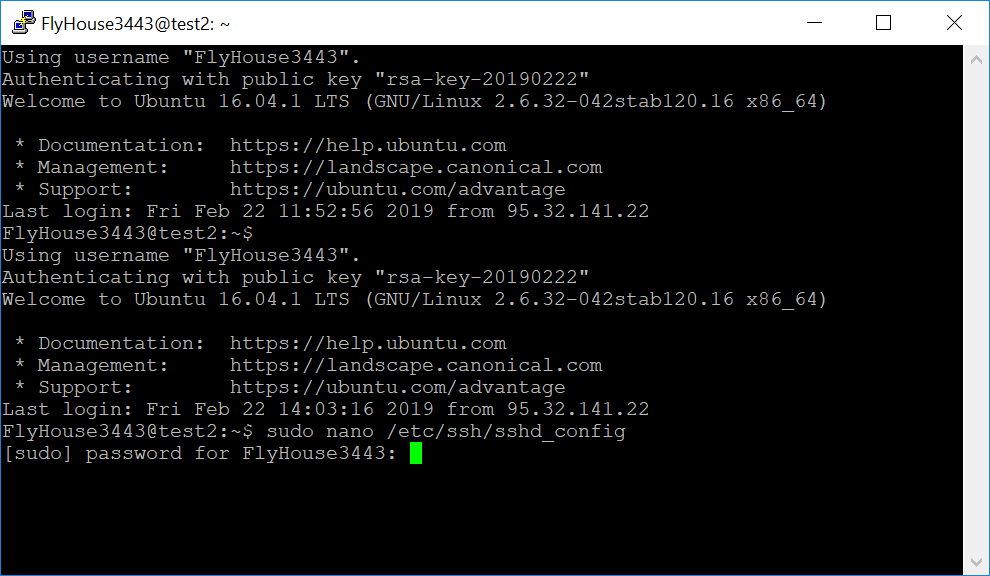 FlyHouse3443@test2: ~
Using username "FlyHouse3443".
Authenticating with public key "rsa-key-20190222"
Welcome to Ubuntu 16.04.1 LTS (GNU/Linux 2.6.32-042stab120.16 x86_64)
* Documentation:  https://help.ubuntu.com
* Management:     https://landscape.canonical.com
* Support:        https://ubuntu.com/advantage
Last login: Fri Feb 22 11:52:56 2019 from 95.32.141.22
FlyHouse3443@test2:~$
Using username "FlyHouse3443".
Authenticating with public key "rsa-key-20190222"
Welcome to Ubuntu 16.04.1 LTS (GNU/Linux 2.6.32-042stab120.16 x86_64)
* Documentation:  https://help.ubuntu.com
* Management:     https://landscape.canonical.com
* Support:        https://ubuntu.com/advantage
Last login: Fri Feb 22 14:03:16 2019 from 95.32.141.22
FlyHouse3443@test2:~$ sudo nano /etc/ssh/sshd_config
[sudo] password for FlyHouse3443: